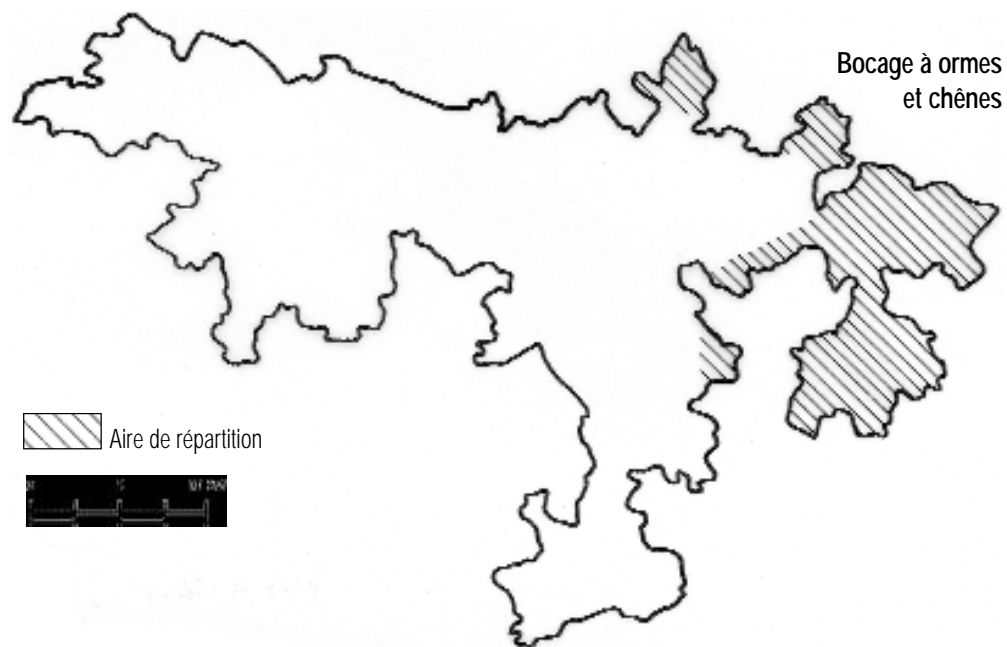 Bocage à ormes
et chênes
Aire de répartition